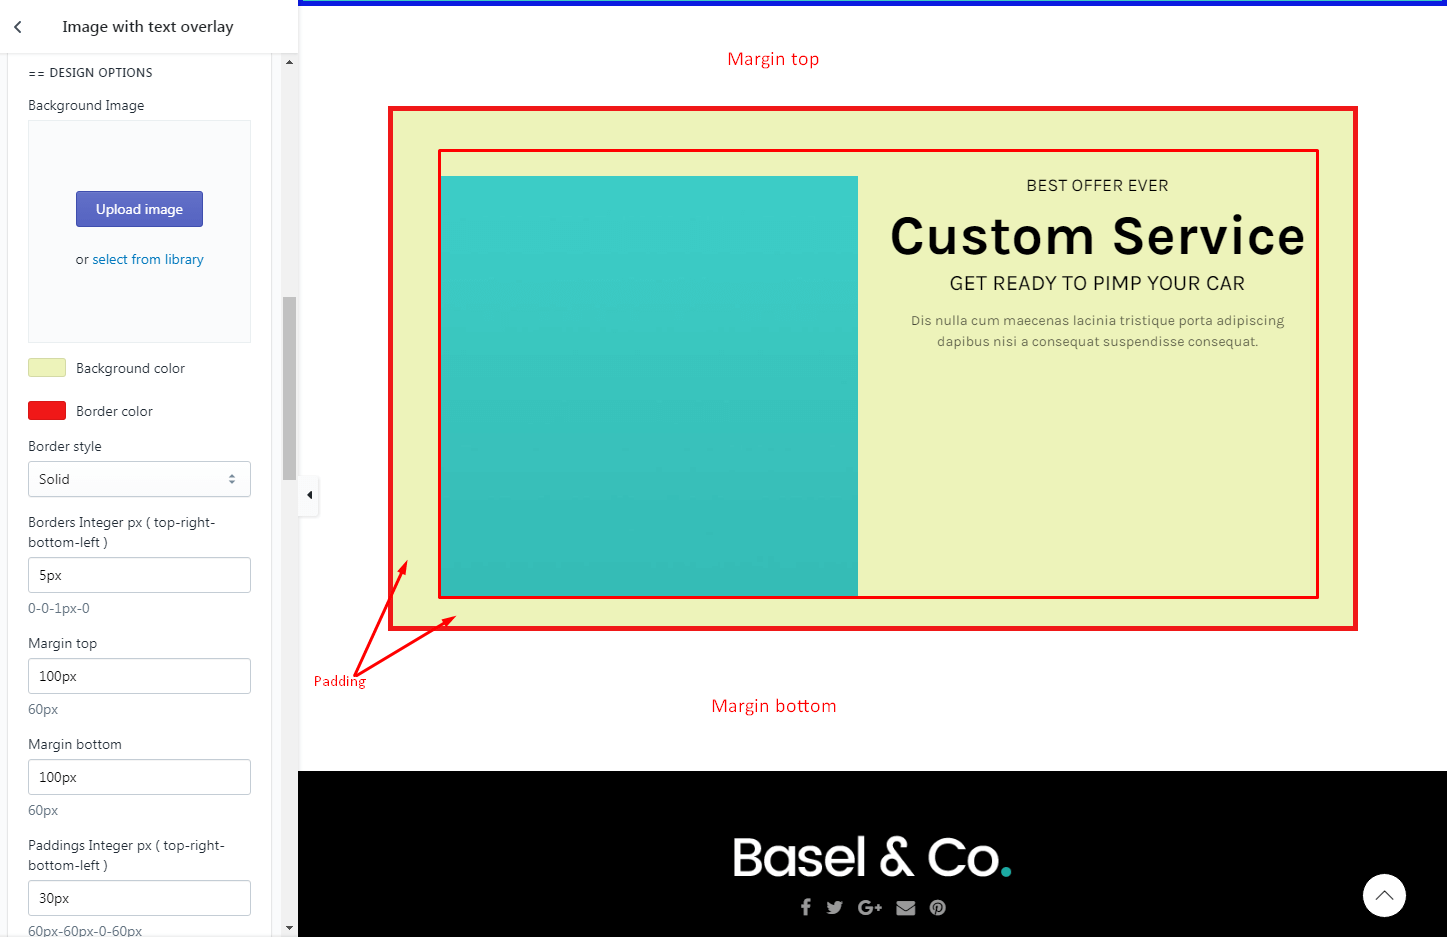 Image with text overlay
== DESIGN OPTIONS
Background Image
Upload image
or select from library
Background color
Border color
Border style
Solid
Borders Integer px ( top-right-
bottom-left )
5px
0-0-1px-0
Margin top
100px
60px
Margin bottom
100px
60px
Paddings Integer px ( top-right-
bottom-left )
30px
60px-60px-0-60px
Margin top
BEST OFFER EVER
Custom Service
GET READY TO PIMP YOUR CAR
Dis nulla cum maecenas lacinia tristique porta adipiscing
dapibus nisi a consequat suspendisse consequat.
Padding
Margin bottom
Basel & Co.